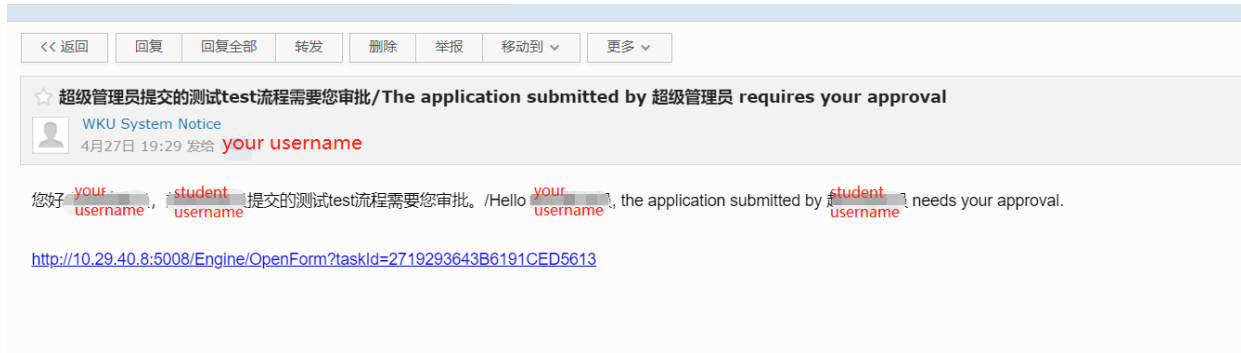 << 返回 回复 回复全部 转发 删除 举报 移动到 更多
超级管理员提交的测试test流程需要您审批/The application submitted by 超级管理员 requires your approval
WKU System Notice
4月27日 19:29 发给 your username
您好 your username , student username 提交的测试test流程需要您审批。/Hello your username , the application submitted by student username needs your approval.
http://10.29.40.8:5008/Engine/OpenForm?taskId=2719293643B6191CED5613